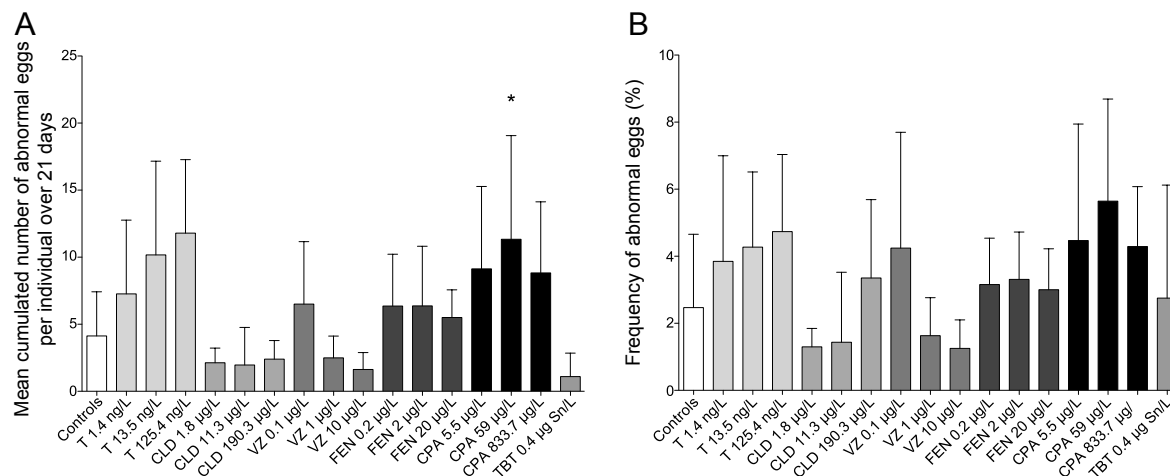 A
Mean cumulated number of abnormal eggs
per individual over 21 days
25
20
15
10
5
0
*
Controls
T 1.4 ng/L
T 13.5 ng/L
T 125.4 ng/L
CLD 1.8 µg/L
CLD 11.3 µg/L
CLD 190.3 µg/L
VZ 0.1 µg/L
VZ 1 µg/L
VZ 10 µg/L
FEN 0.2 µg/L
FEN 2 µg/L
FEN 20 µg/L
CPA 5.5 µg/L
CPA 59 µg/L
CPA 833.7 µg/L
TBT 0.4 µg Sn/L
B
Frequency of abnormal eggs (%)
10
8
6
4
2
0
Controls
T 1.4 ng/L
T 13.5 ng/L
T 125.4 ng/L
CLD 1.8 µg/L
CLD 11.3 µg/L
CLD 190.3 µg/L
VZ 0.1 µg/L
VZ 1 µg/L
VZ 10 µg/L
FEN 0.2 µg/L
FEN 2 µg/L
FEN 20 µg/L
CPA 5.5 µg/L
CPA 59 µg/L
CPA 833.7 µg/
TBT 0.4 µg Sn/L